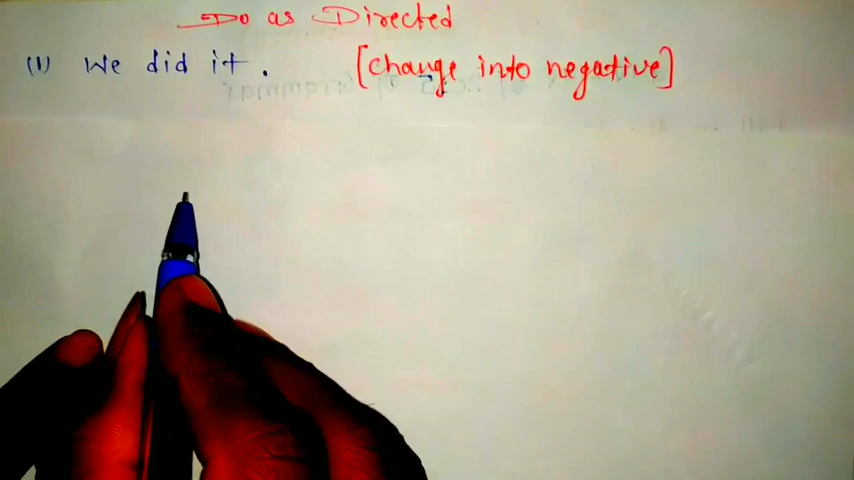 Do as Directed
(1) We did it. [change into negative]